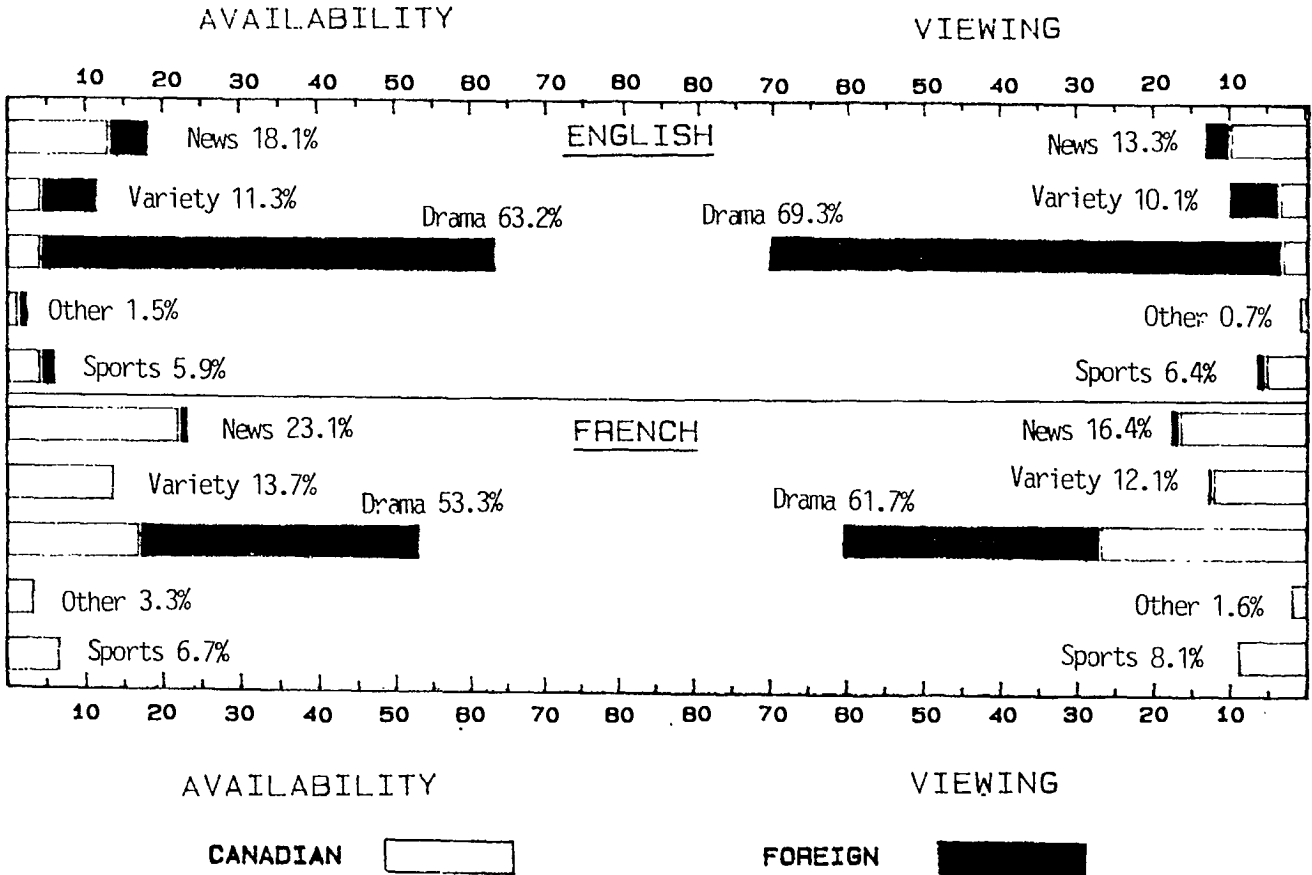 AVAILABILITY VIEWING
10 20 30 40 50 60 70 80 80 70 60 50 40 30 20 10
News 18.1% ENGLISH News 13.3%
Variety 11.3% Variety 10.1%
Drama 63.2% Drama 69.3%
Other 1.5% Other 0.7%
Sports 5.9% Sports 6.4%
News 23.1% FRENCH News 16.4%
Variety 13.7% Variety 12.1%
Drama 53.3% Drama 61.7%
Other 3.3% Other 1.6%
Sports 6.7% Sports 8.1%
10 20 30 40 50 60 70 80 80 70 60 50 40 30 20 10
AVAILABILITY VIEWING
CANADIAN FOREIGN